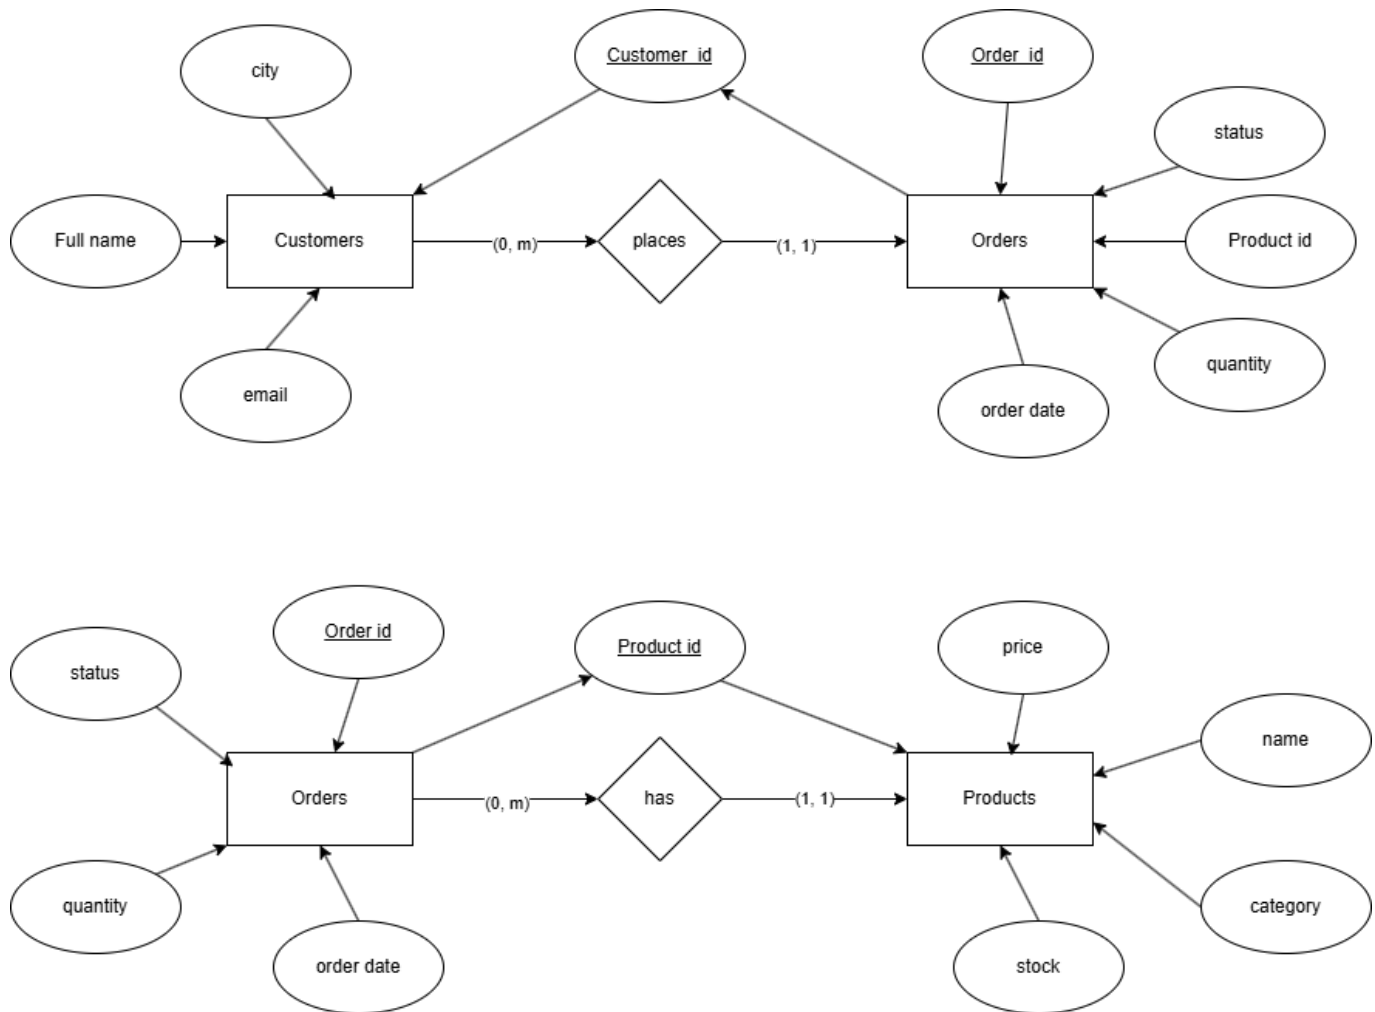 city
Customer_id
Order_id
status
Full name
Customers
(0, m)
places
(1, 1)
Orders
Product id
email
order date
quantity
status
Order id
Product id
price
name
Orders
(0, m)
has
(1, 1)
Products
quantity
order date
stock
category